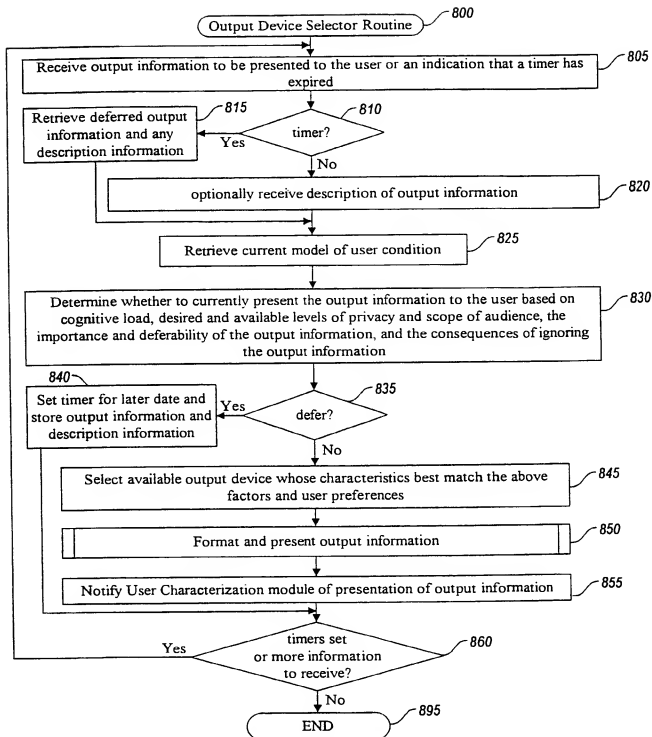 Output Device Selector Routine
800
Receive output information to be presented to the user or an indication that a timer has
expired
805
810
timer?
815
Retrieve deferred output
information and any
description information
Yes
No
optionally receive description of output information
820
Retrieve current model of user condition
825
Determine whether to currently present the output information to the user based on
cognitive load, desired and available levels of privacy and scope of audience, the
importance and deferability of the output information, and the consequences of ignoring
the output information
830
835
defer?
840
Set timer for later date and
store output information and
description information
Yes
No
Select available output device whose characteristics best match the above
factors and user preferences
845
Format and present output information
850
Notify User Characterization module of presentation of output information
855
timers set
or more information
to receive?
860
Yes
No
END
895